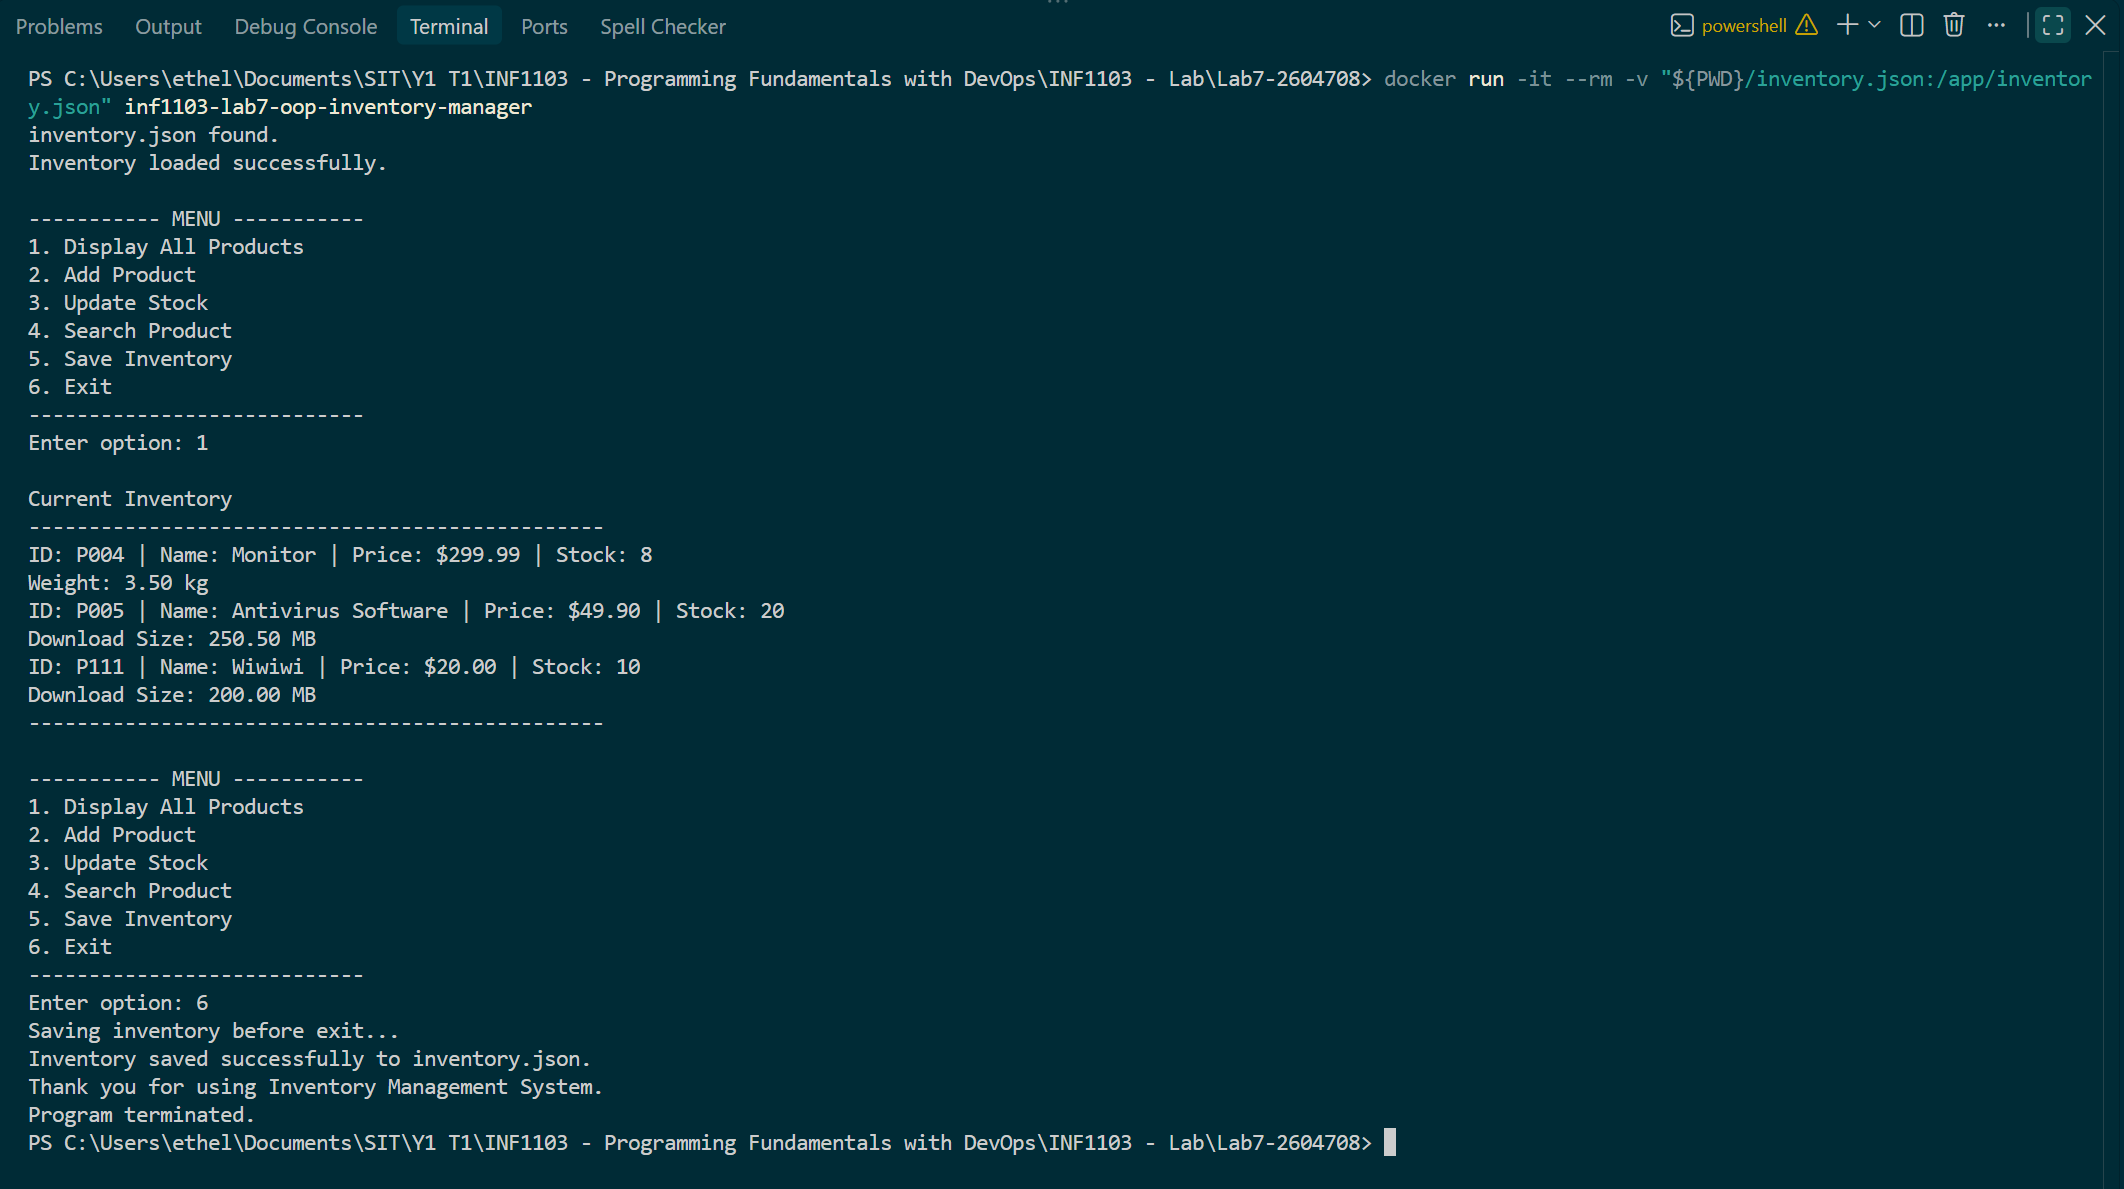 Problems Output Debug Console Terminal Ports Spell Checker powershell
PS C:\Users\ethel\Documents\SIT\Y1 T1\INF1103 - Programming Fundamentals with DevOps\INF1103 - Lab\Lab7-2604708> docker run -it --rm -v "${PWD}/inventory.json:/app/inventor
y.json" inf1103-lab7-oop-inventory-manager
inventory.json found.
Inventory loaded successfully.
----------- MENU -----------
1. Display All Products
2. Add Product
3. Update Stock
4. Search Product
5. Save Inventory
6. Exit
----------------------------
Enter option: 1
Current Inventory
------------------------------------------------
ID: P004 | Name: Monitor | Price: $299.99 | Stock: 8
Weight: 3.50 kg
ID: P005 | Name: Antivirus Software | Price: $49.90 | Stock: 20
Download Size: 250.50 MB
ID: P111 | Name: Wiwiwi | Price: $20.00 | Stock: 10
Download Size: 200.00 MB
------------------------------------------------
----------- MENU -----------
1. Display All Products
2. Add Product
3. Update Stock
4. Search Product
5. Save Inventory
6. Exit
----------------------------
Enter option: 6
Saving inventory before exit...
Inventory saved successfully to inventory.json.
Thank you for using Inventory Management System.
Program terminated.
PS C:\Users\ethel\Documents\SIT\Y1 T1\INF1103 - Programming Fundamentals with DevOps\INF1103 - Lab\Lab7-2604708>